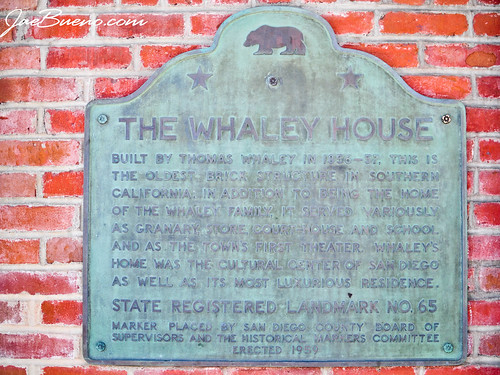 JaeBueno.com
THE WHALEY HOUSE
BUILT BY THOMAS WHALEY IN 1856-57, THIS IS
THE OLDEST BRICK STRUCTURE IN SOUTHERN
CALIFORNIA. IN ADDITION TO BEING THE HOME
OF THE WHALEY FAMILY, IT SERVED VARIOUSLY
AS GRANARY, STORE, COURTHOUSE AND SCHOOL
AND AS THE TOWN'S FIRST THEATER. WHALEY'S
HOME WAS THE CULTURAL CENTER OF SAN DIEGO
AS WELL AS ITS MOST LUXURIOUS RESIDENCE.
STATE REGISTERED LANDMARK NO. 65
MARKER PLACED BY SAN DIEGO COUNTY BOARD OF
SUPERVISORS AND THE HISTORICAL MARKERS COMMITTEE
ERECTED 1959